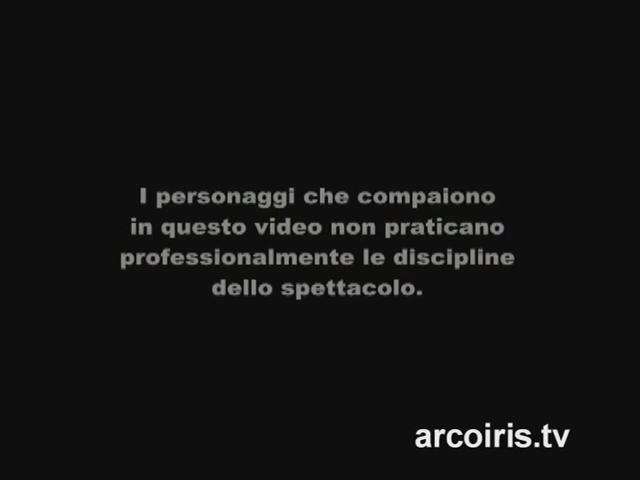 I personaggi che compaiono
in questo video non praticano
professionalmente le discipline
dello spettacolo.
arcoiris.tv